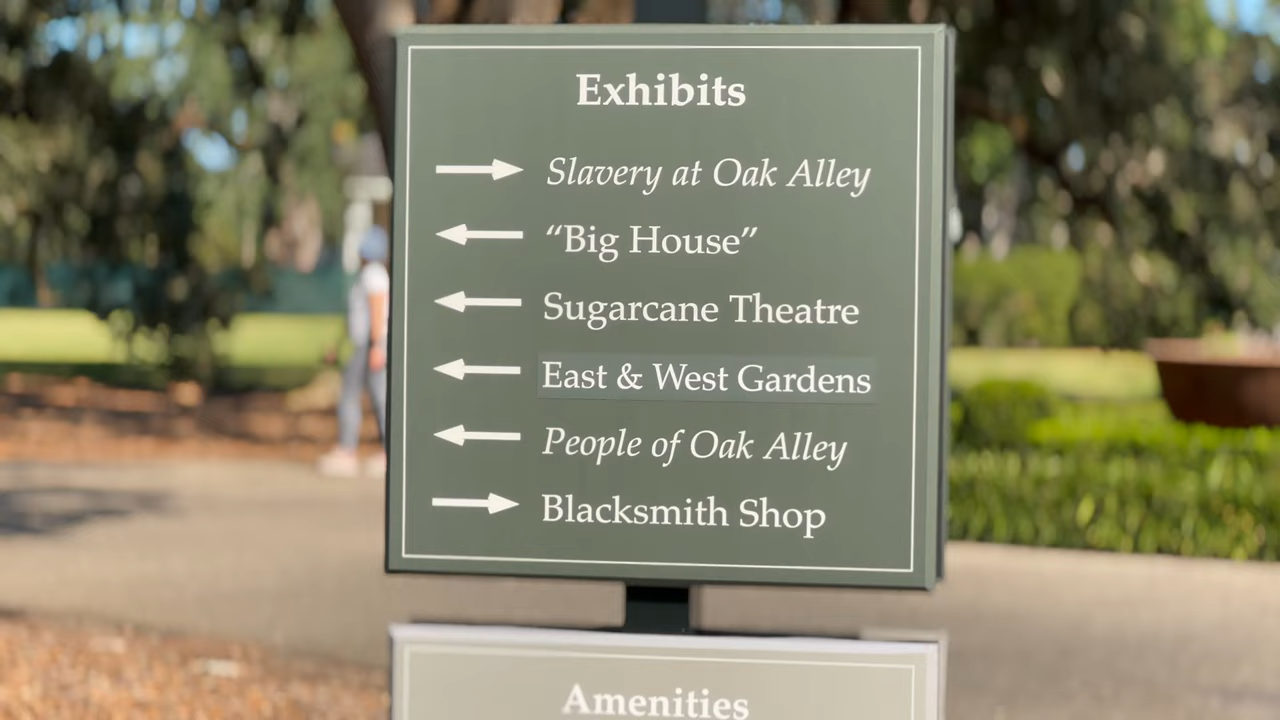 Exhibits
Slavery at Oak Alley
“Big House”
Sugarcane Theatre
East & West Gardens
People of Oak Alley
Blacksmith Shop
Amenities